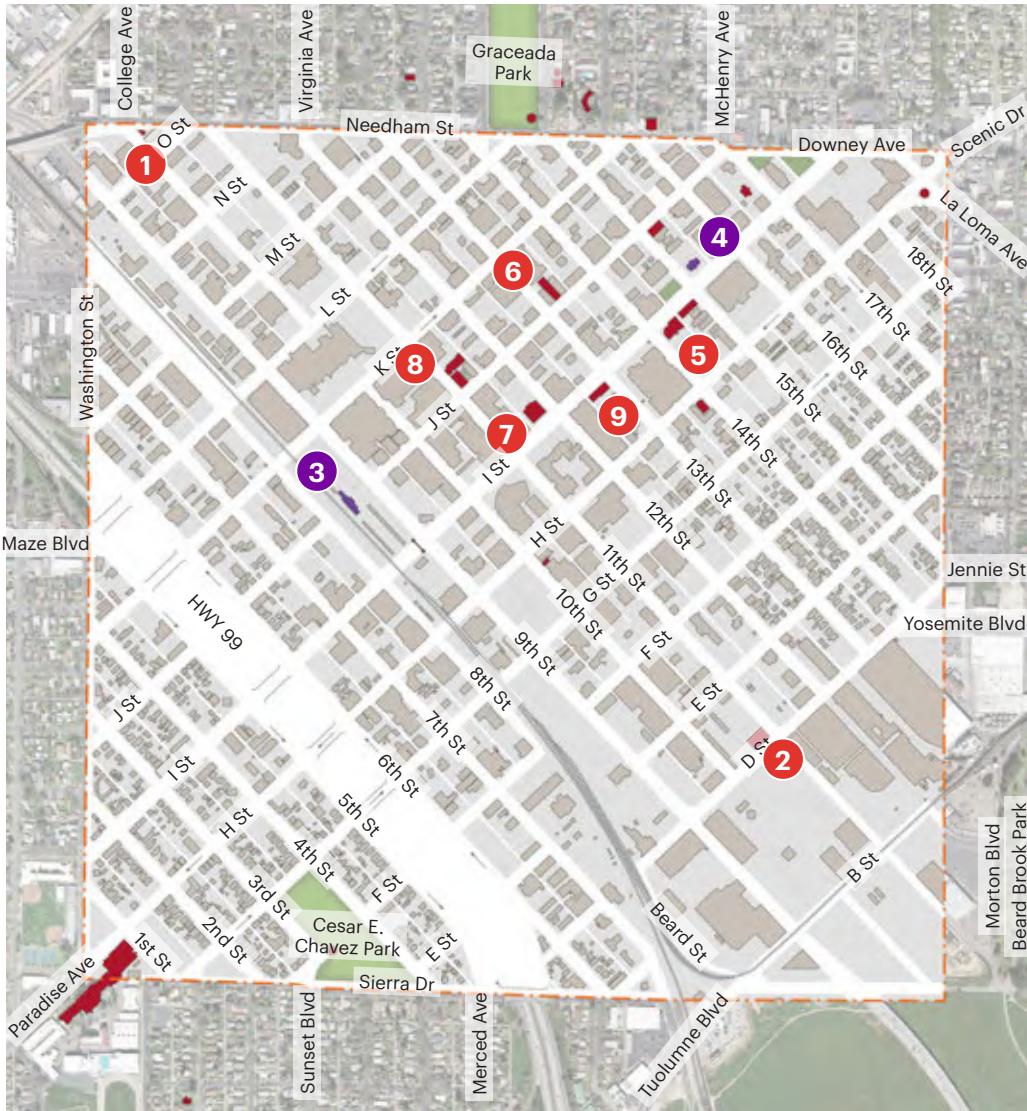 College Ave
Virginia Ave
Graceada
Park
McHenry Ave
Needham St
Downey Ave
Scenic Dr
O St
1
N St
La Loma Ave
M St
4
18th St
6
17th St
L St
Washington St
16th St
K St
8
5
15th St
J St
9
14th St
7
I St
13th St
3
12th St
H St
11th St
Maze Blvd
G St
10th St
Jennie St
HWY 99
9th St
F St
Yosemite Blvd
8th St
E St
J St
7th St
D St
2
I St
6th St
H St
5th St
4th St
B St
3rd St
F St
Morton Blvd
Beard Brook Park
2nd St
Cesar E.
Chavez Park
E St
Beard St
1st St
Paradise Ave
Sierra Dr
Sunset Blvd
Merced Ave
Tuolumne Blvd